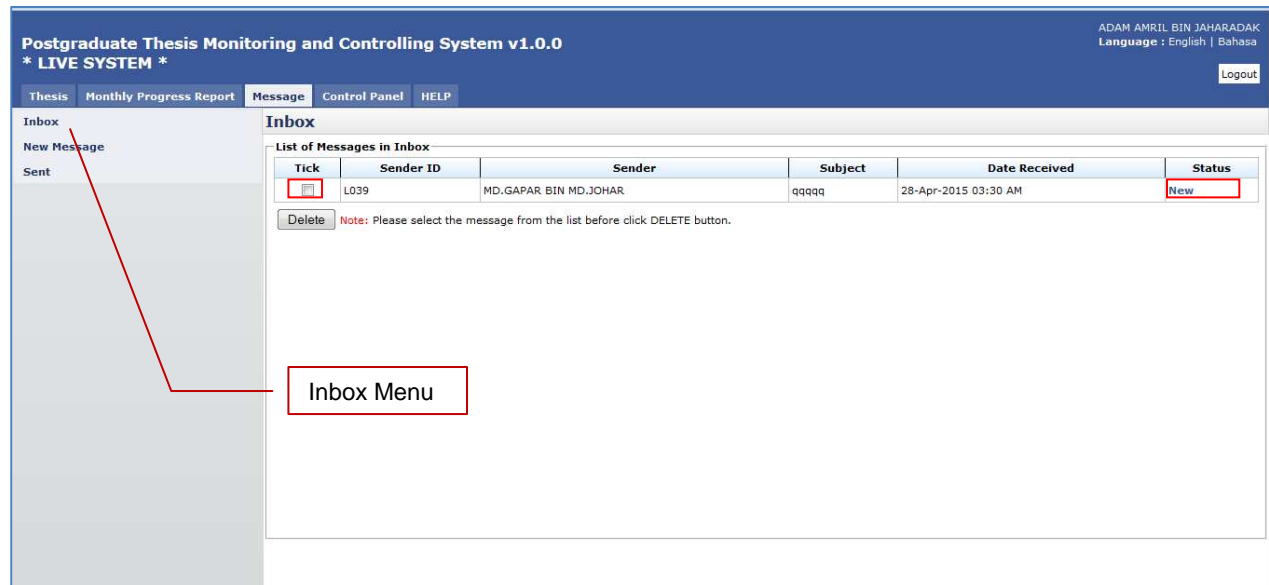 ADAM AMRIL BIN JAHARADAK
Postgraduate Thesis Monitoring and Controlling System v1.0.0
Language : English | Bahasa
* LIVE SYSTEM *
Logout
Thesis Monthly Progress Report Message Control Panel HELP
Inbox
New Message
Sent
Inbox
List of Messages in Inbox
Tick Sender ID Sender Subject Date Received Status
L039 MD.GAPAR BIN MD.JOHAR qqqqq 28-Apr-2015 03:30 AM New
Delete Note: Please select the message from the list before click DELETE button.
Inbox Menu